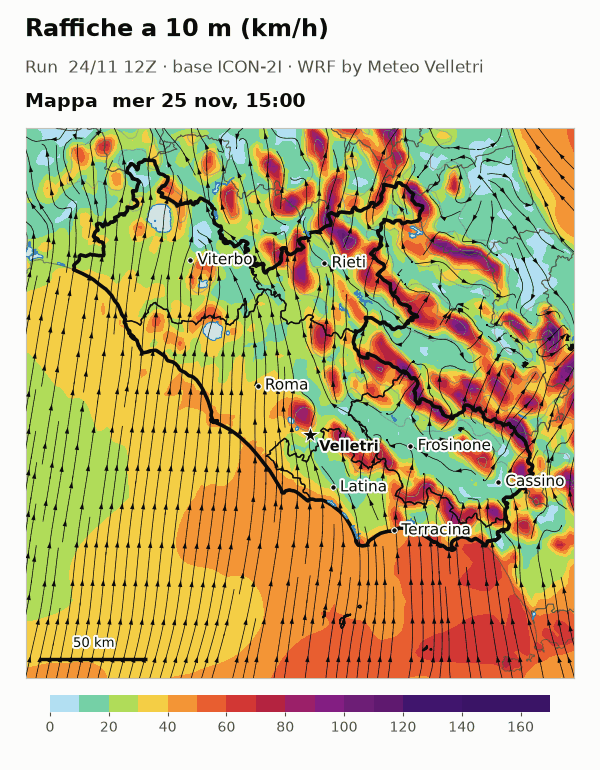 Raffiche a 10 m (km/h)
Run  24/11 12Z · base ICON-2I · WRF by Meteo Velletri
Mappa  mer 25 nov, 15:00
Viterbo
Rieti
Roma
Velletri
Frosinone
Cassino
Latina
Terracina
50 km
0 20 40 60 80 100 120 140 160